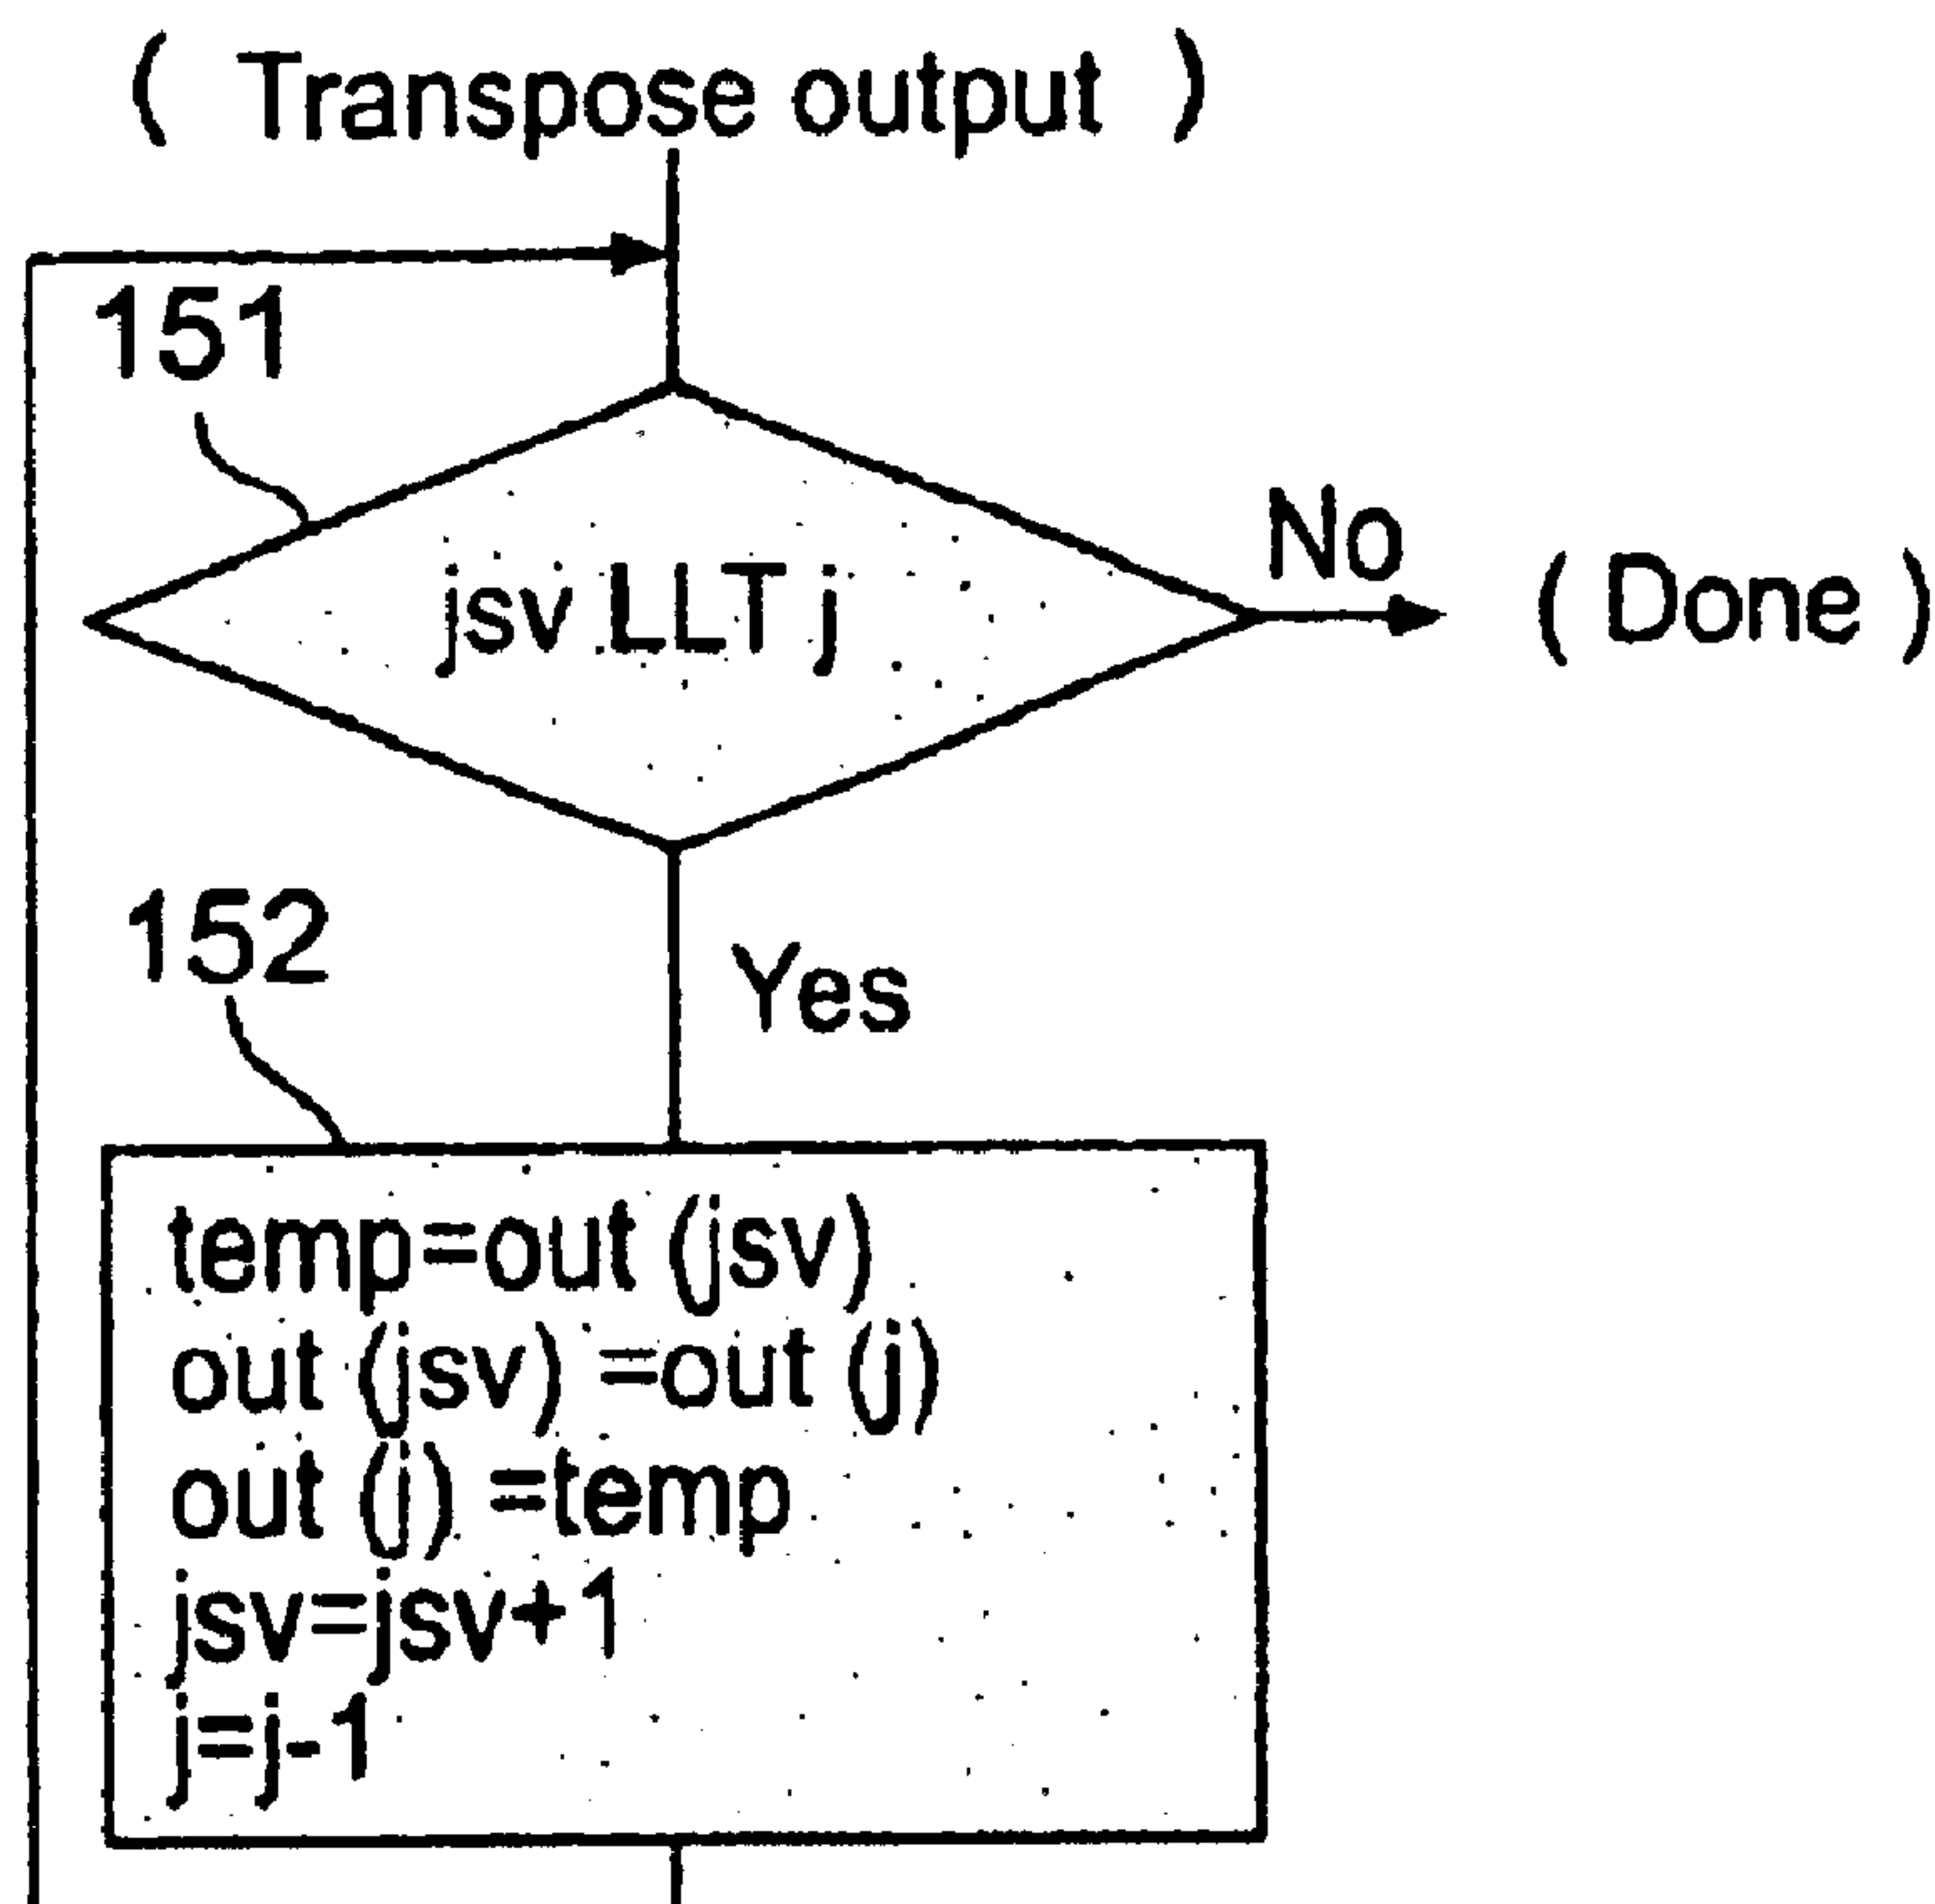 ( Transpose output )
151
jsv LLT j
No
( Done )
152
Yes
temp=out (jsv)
out (jsv) =out (j)
out (j) =temp
jsv=jsv+1
j=j-1